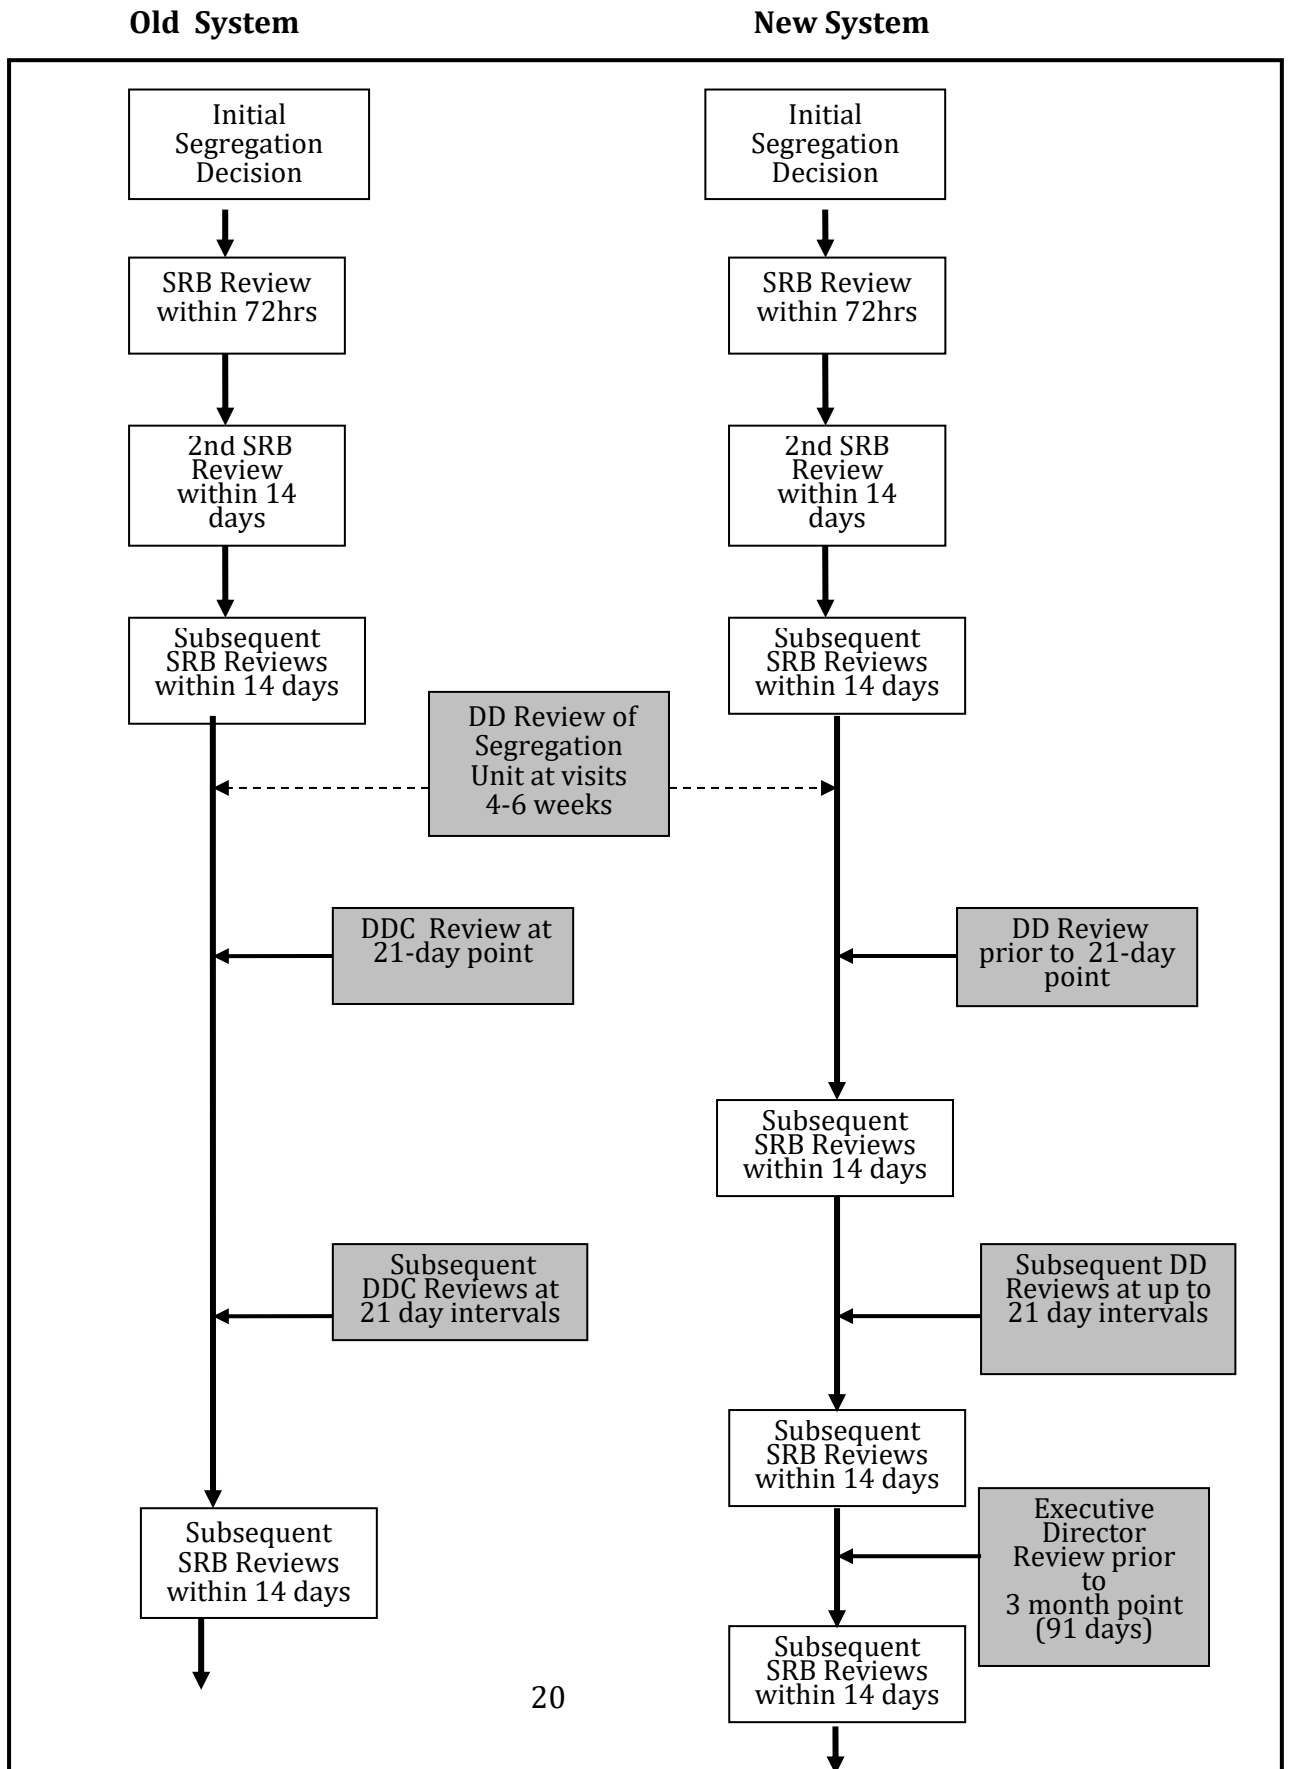 Old System
New System
Initial
Segregation
Decision
Initial
Segregation
Decision
SRB Review
within 72hrs
SRB Review
within 72hrs
2nd SRB
Review
within 14
days
2nd SRB
Review
within 14
days
Subsequent
SRB Reviews
within 14 days
Subsequent
SRB Reviews
within 14 days
DD Review of
Segregation
Unit at visits
4-6 weeks
DDC Review at
21-day point
DD Review
prior to 21-day
point
Subsequent
SRB Reviews
within 14 days
Subsequent
DDC Reviews at
21 day intervals
Subsequent DD
Reviews at up to
21 day intervals
Subsequent
SRB Reviews
within 14 days
Executive
Director
Review prior
to
3 month point
(91 days)
Subsequent
SRB Reviews
within 14 days
Subsequent
SRB Reviews
within 14 days
20